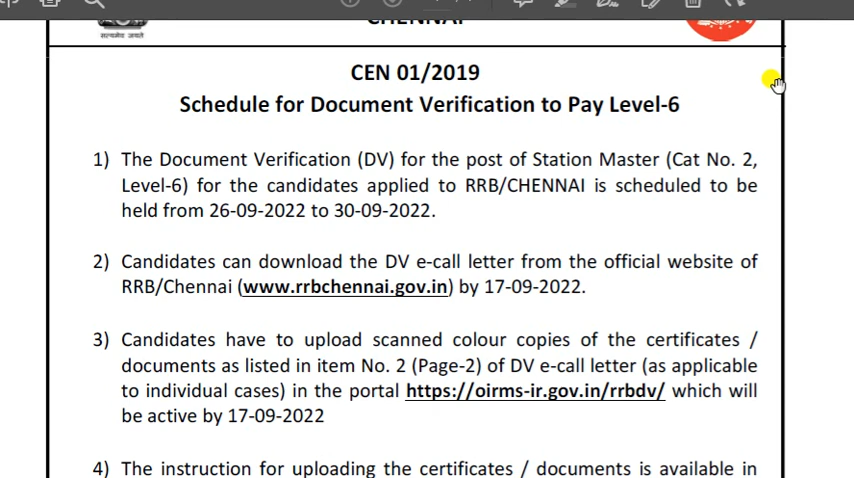 CHENNAI
सत्यमेव जयते
CEN 01/2019
Schedule for Document Verification to Pay Level-6
1) The Document Verification (DV) for the post of Station Master (Cat No. 2,
Level-6) for the candidates applied to RRB/CHENNAI is scheduled to be
held from 26-09-2022 to 30-09-2022.
2) Candidates can download the DV e-call letter from the official website of
RRB/Chennai (www.rrbchennai.gov.in) by 17-09-2022.
3) Candidates have to upload scanned colour copies of the certificates /
documents as listed in item No. 2 (Page-2) of DV e-call letter (as applicable
to individual cases) in the portal https://oirms-ir.gov.in/rrbdv/ which will
be active by 17-09-2022
4) The instruction for uploading the certificates / documents is available in